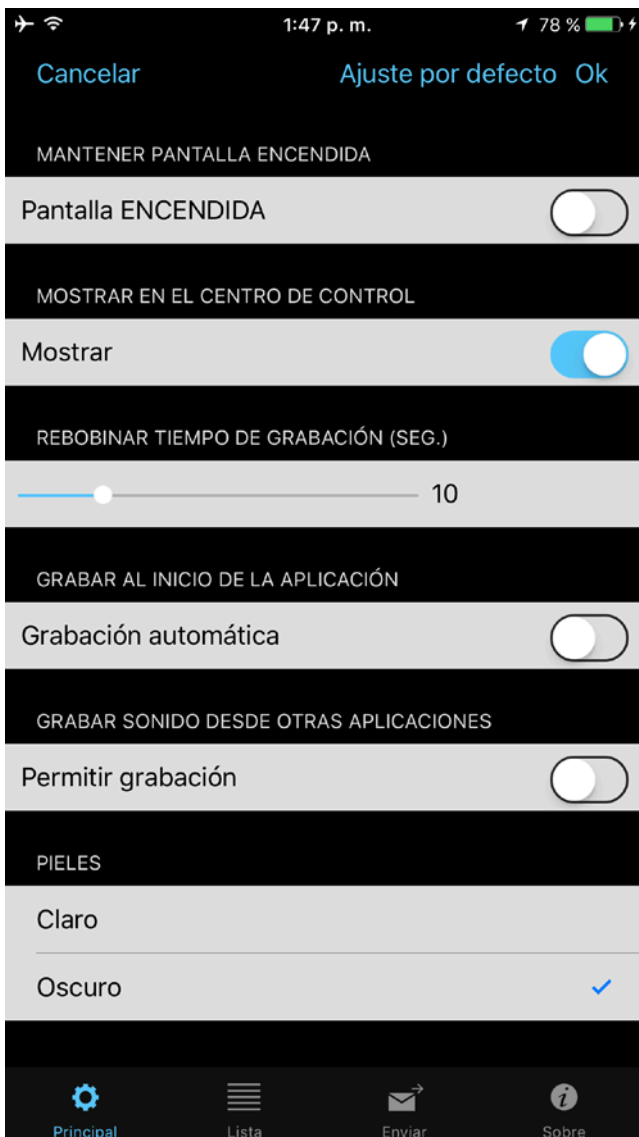 1:47 p. m.
78 %
Cancelar
Ajuste por defecto
Ok
MANTENER PANTALLA ENCENDIDA
Pantalla ENCENDIDA
MOSTRAR EN EL CENTRO DE CONTROL
Mostrar
REBOBINAR TIEMPO DE GRABACIÓN (SEG.)
10
GRABAR AL INICIO DE LA APLICACIÓN
Grabación automática
GRABAR SONIDO DESDE OTRAS APLICACIONES
Permitir grabación
PIELES
Claro
Oscuro
Principal
Lista
Enviar
Sobre